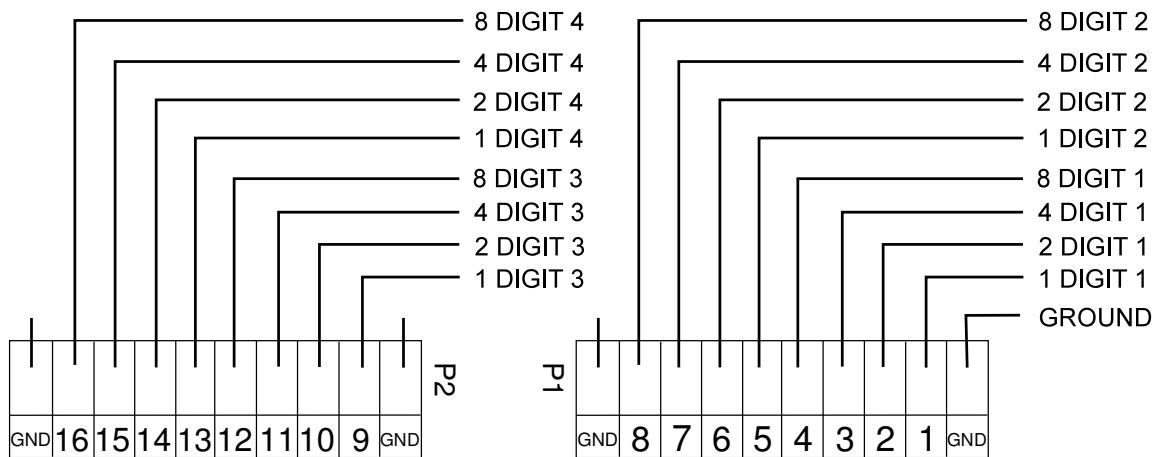 8 DIGIT 4
4 DIGIT 4
2 DIGIT 4
1 DIGIT 4
8 DIGIT 3
4 DIGIT 3
2 DIGIT 3
1 DIGIT 3
P2
GND 16 15 14 13 12 11 10 9 GND
8 DIGIT 2
4 DIGIT 2
2 DIGIT 2
1 DIGIT 2
8 DIGIT 1
4 DIGIT 1
2 DIGIT 1
1 DIGIT 1
GROUND
P1
GND 8 7 6 5 4 3 2 1 GND